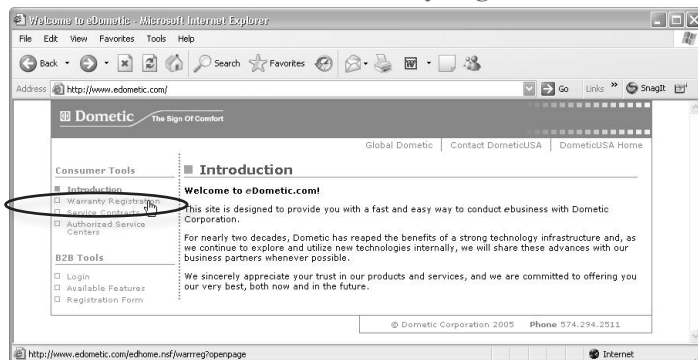 Welcome to eDometic - Microsoft Internet Explorer
File Edit View Favorites Tools Help
Back Search Favorites
Address http://www.edometic.com/ Go Links » SnagIt
Dometic The Sign Of Comfort
Global Dometic Contact DometicUSA DometicUSA Home
Consumer Tools
Introduction
Warranty Registration
Service Contracts
Authorized Service
Centers
B2B Tools
Login
Available Features
Registration Form
Introduction
Welcome to eDometic.com!
This site is designed to provide you with a fast and easy way to conduct ebusiness with Dometic
Corporation.
For nearly two decades, Dometic has reaped the benefits of a strong technology infrastructure and, as
we continue to explore and utilize new technologies internally, we will share these advances with our
business partners whenever possible.
We sincerely appreciate your trust in our products and services, and we are committed to offering you
our very best, both now and in the future.
© Dometic Corporation 2005 Phone 574.294.2511
http://www.edometic.com/edhome.nsf/warrreg?openpage Internet